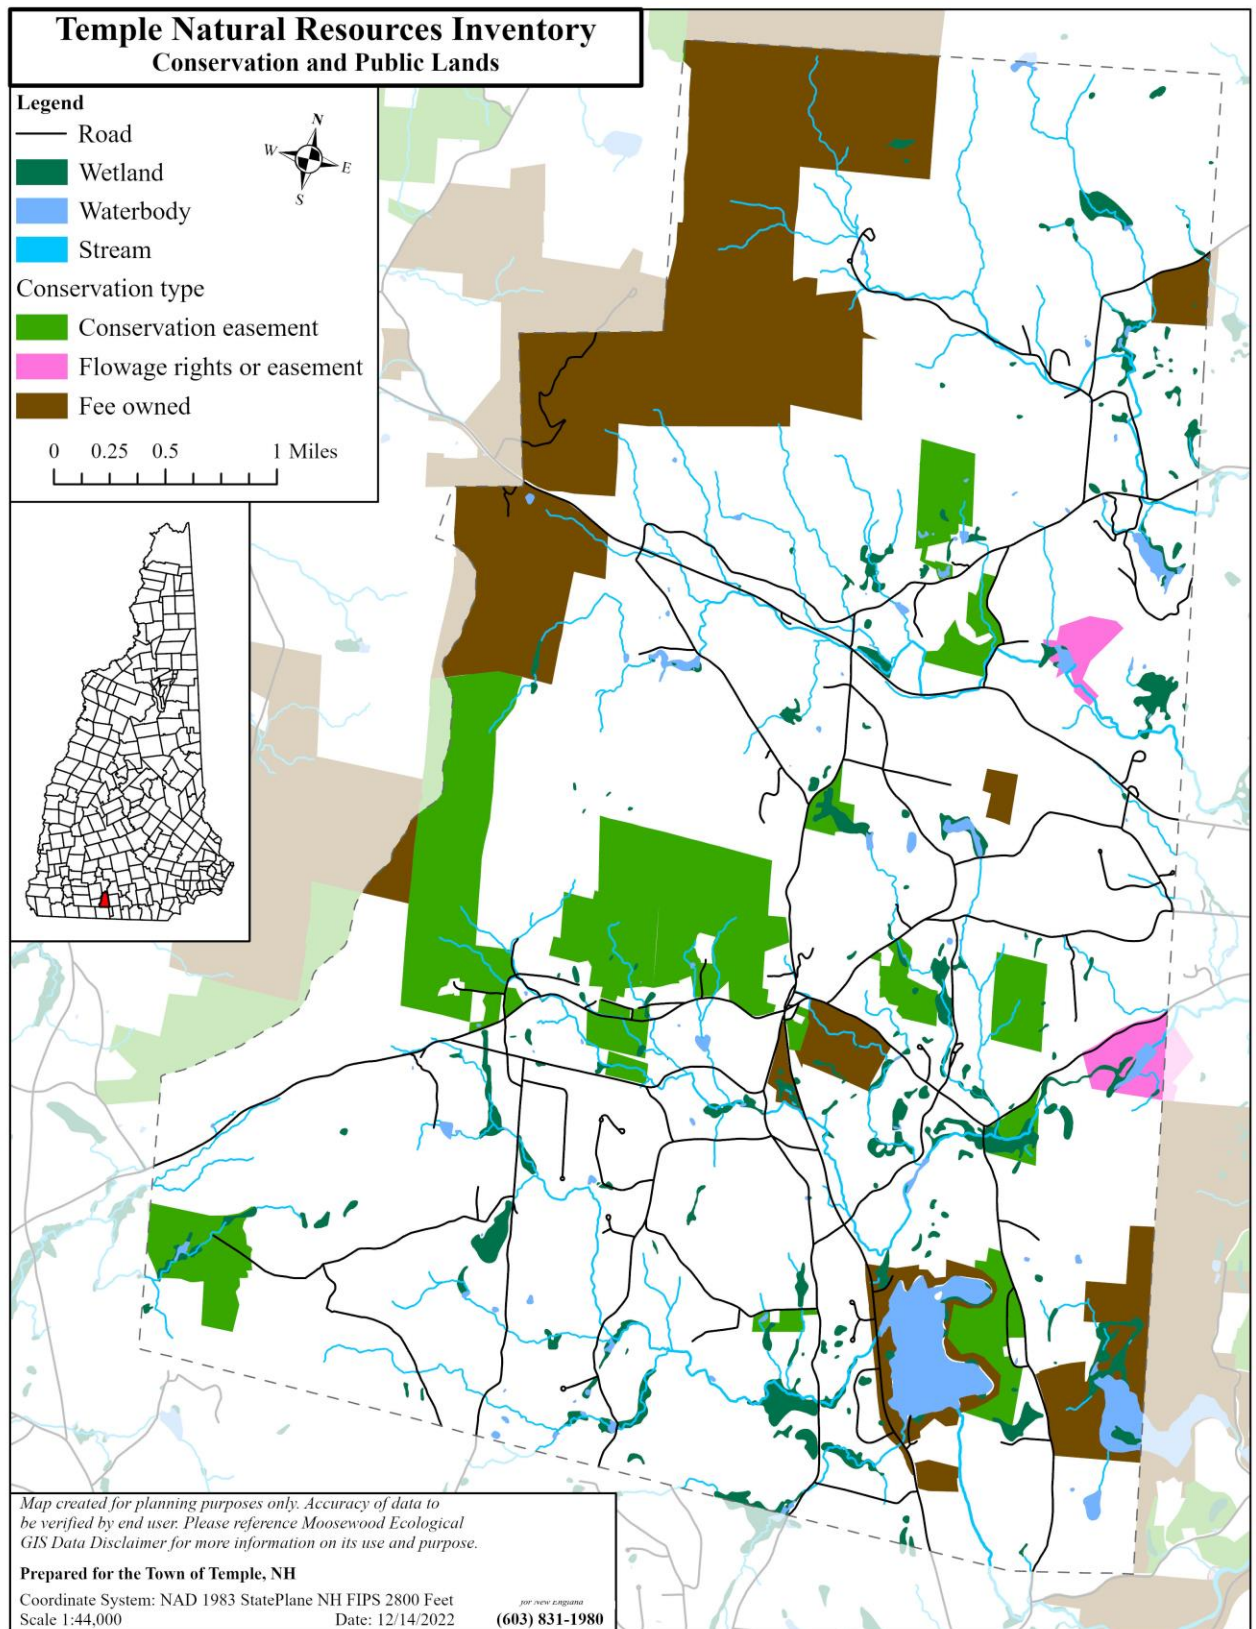 Temple Natural Resources Inventory
Conservation and Public Lands
Legend
Road
Wetland
Waterbody
Stream
Conservation type
Conservation easement
Flowage rights or easement
Fee owned
N
W
E
S
0 0.25 0.5 1 Miles
Map created for planning purposes only. Accuracy of data to
be verified by end user. Please reference Moosewood Ecological
GIS Data Disclaimer for more information on its use and purpose.
Prepared for the Town of Temple, NH
Coordinate System: NAD 1983 StatePlane NH FIPS 2800 Feet
Scale 1:44,000 Date: 12/14/2022
for New England
(603) 831-1980